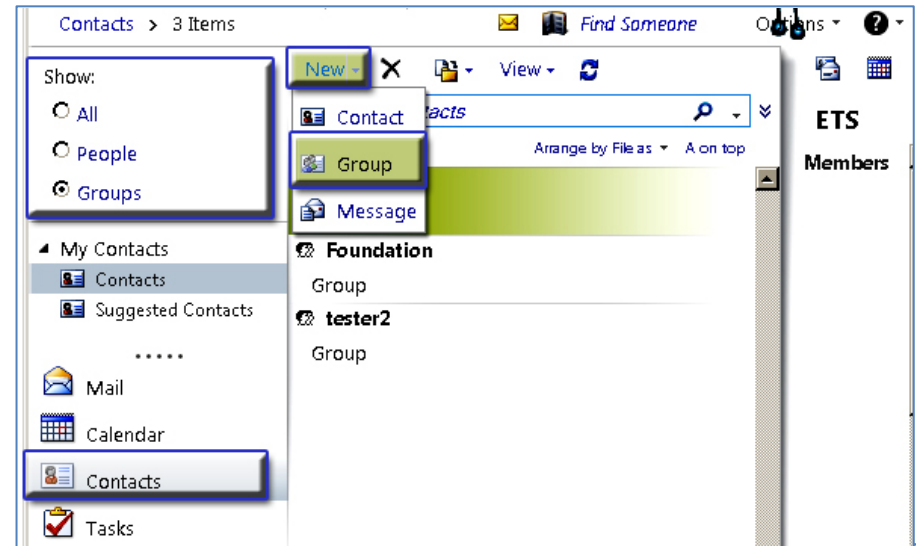 Contacts > 3 Items
Find Someone
Show:
All
People
Groups
My Contacts
Contacts
Suggested Contacts
Mail
Calendar
Contacts
Tasks
New
View
Contact
Group
Message
Arrange by File as
A on top
Foundation
Group
tester2
Group
ETS
Members